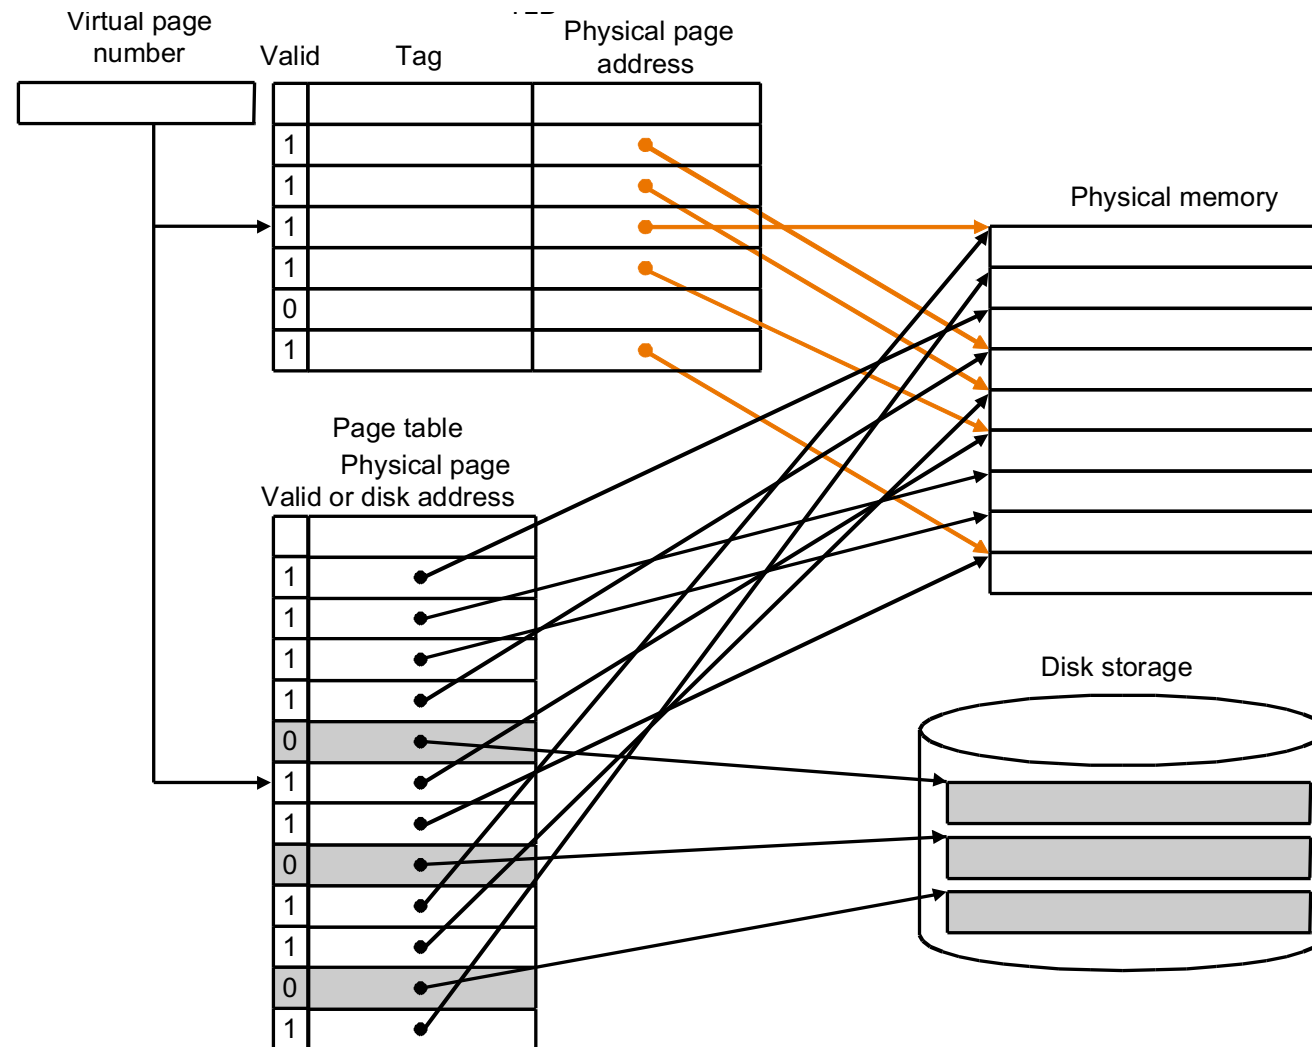 Virtual page
number
Valid
Tag
Physical page
address
1
1
1
1
0
1
Physical memory
Page table
Physical page
Valid or disk address
1
1
1
1
0
1
1
0
1
1
0
1
Disk storage